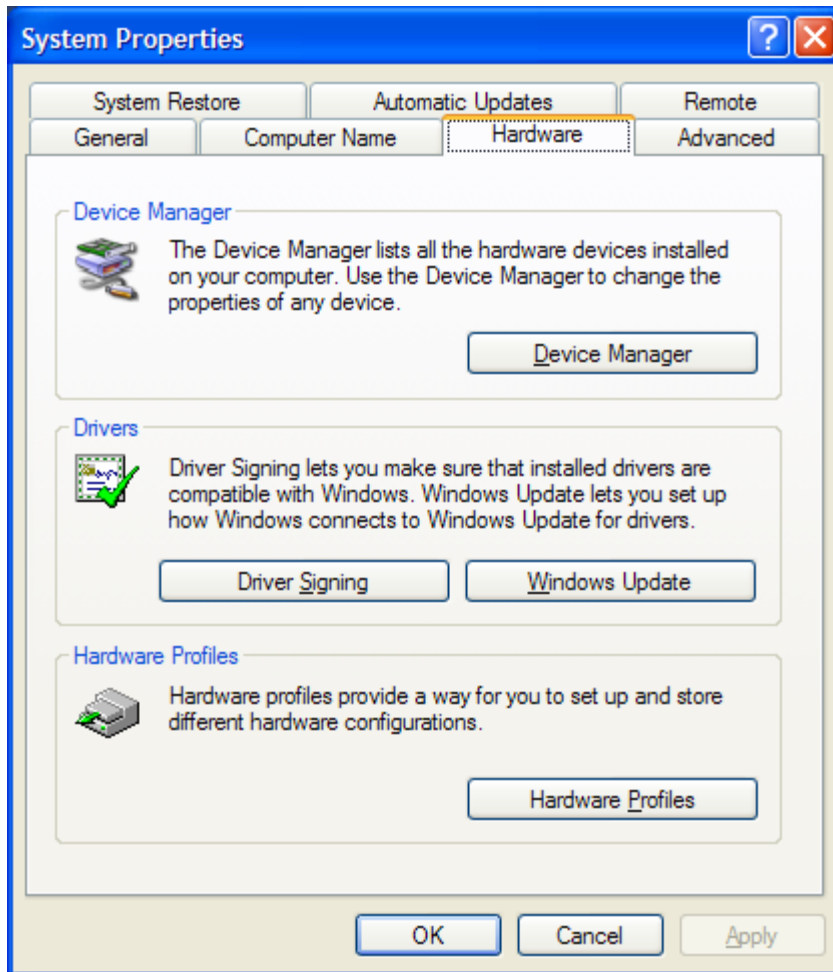 System Properties
System Restore Automatic Updates Remote
General Computer Name Hardware Advanced
Device Manager
The Device Manager lists all the hardware devices installed
on your computer. Use the Device Manager to change the
properties of any device.
Device Manager
Drivers
Driver Signing lets you make sure that installed drivers are
compatible with Windows. Windows Update lets you set up
how Windows connects to Windows Update for drivers.
Driver Signing Windows Update
Hardware Profiles
Hardware profiles provide a way for you to set up and store
different hardware configurations.
Hardware Profiles
OK Cancel Apply